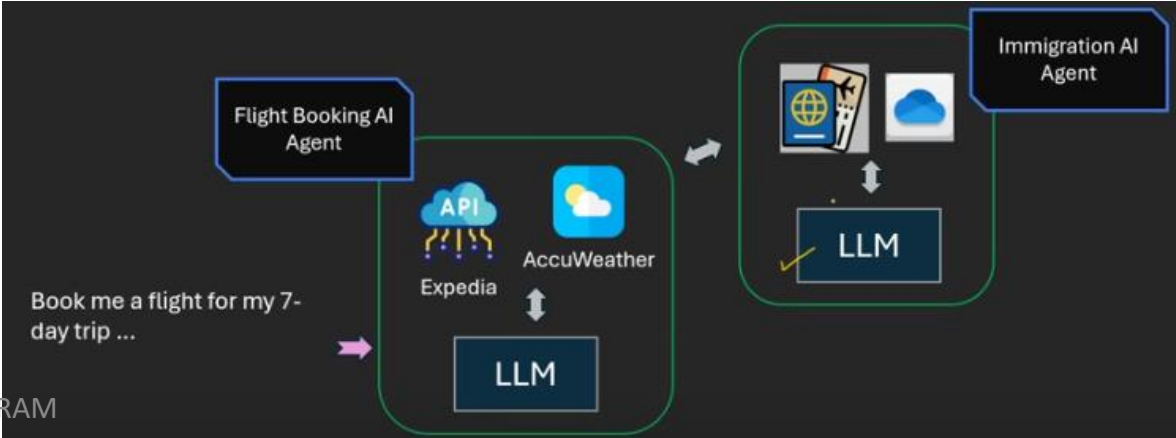 Immigration AI
Agent
Flight Booking AI
Agent
API
AccuWeather
Expedia
LLM
Book me a flight for my 7-
day trip ...
LLM
RAM